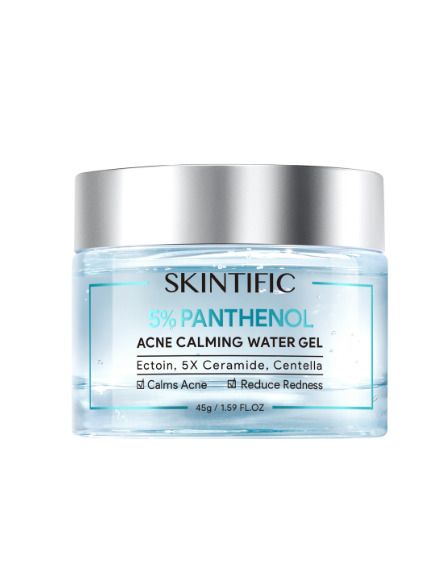 SKINTIFIC
5% PANTHENOL
ACNE CALMING WATER GEL
Ectoin, 5X Ceramide, Centella
☑ Calms Acne ☑ Reduce Redness
45g / 1.59 FL.OZ